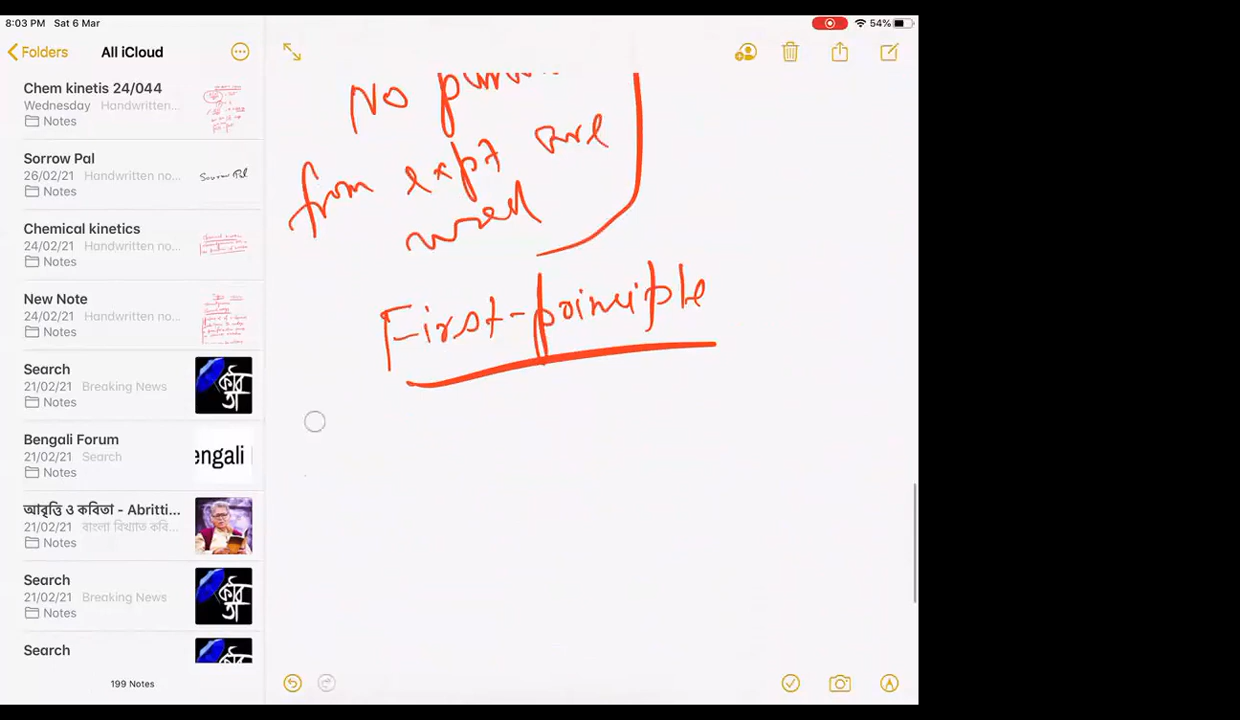 8:03 PM Sat 6 Mar
54%
Folders
All iCloud
Chem kinetis 24/044
Wednesday Handwritten...
Notes
Sorrow Pal
26/02/21 Handwritten no...
Notes
Chemical kinetics
24/02/21 Handwritten no...
Notes
New Note
24/02/21 Handwritten no...
Notes
Search
21/02/21 Breaking News
Notes
Bengali Forum
21/02/21 Search
Notes
engali
আবৃত্তি ও কবিতা - Abritti...
21/02/21 বাংলা বিখ্যাত কবি...
Notes
Search
21/02/21 Breaking News
Notes
Search
199 Notes
No
from expt are
used
First-principle